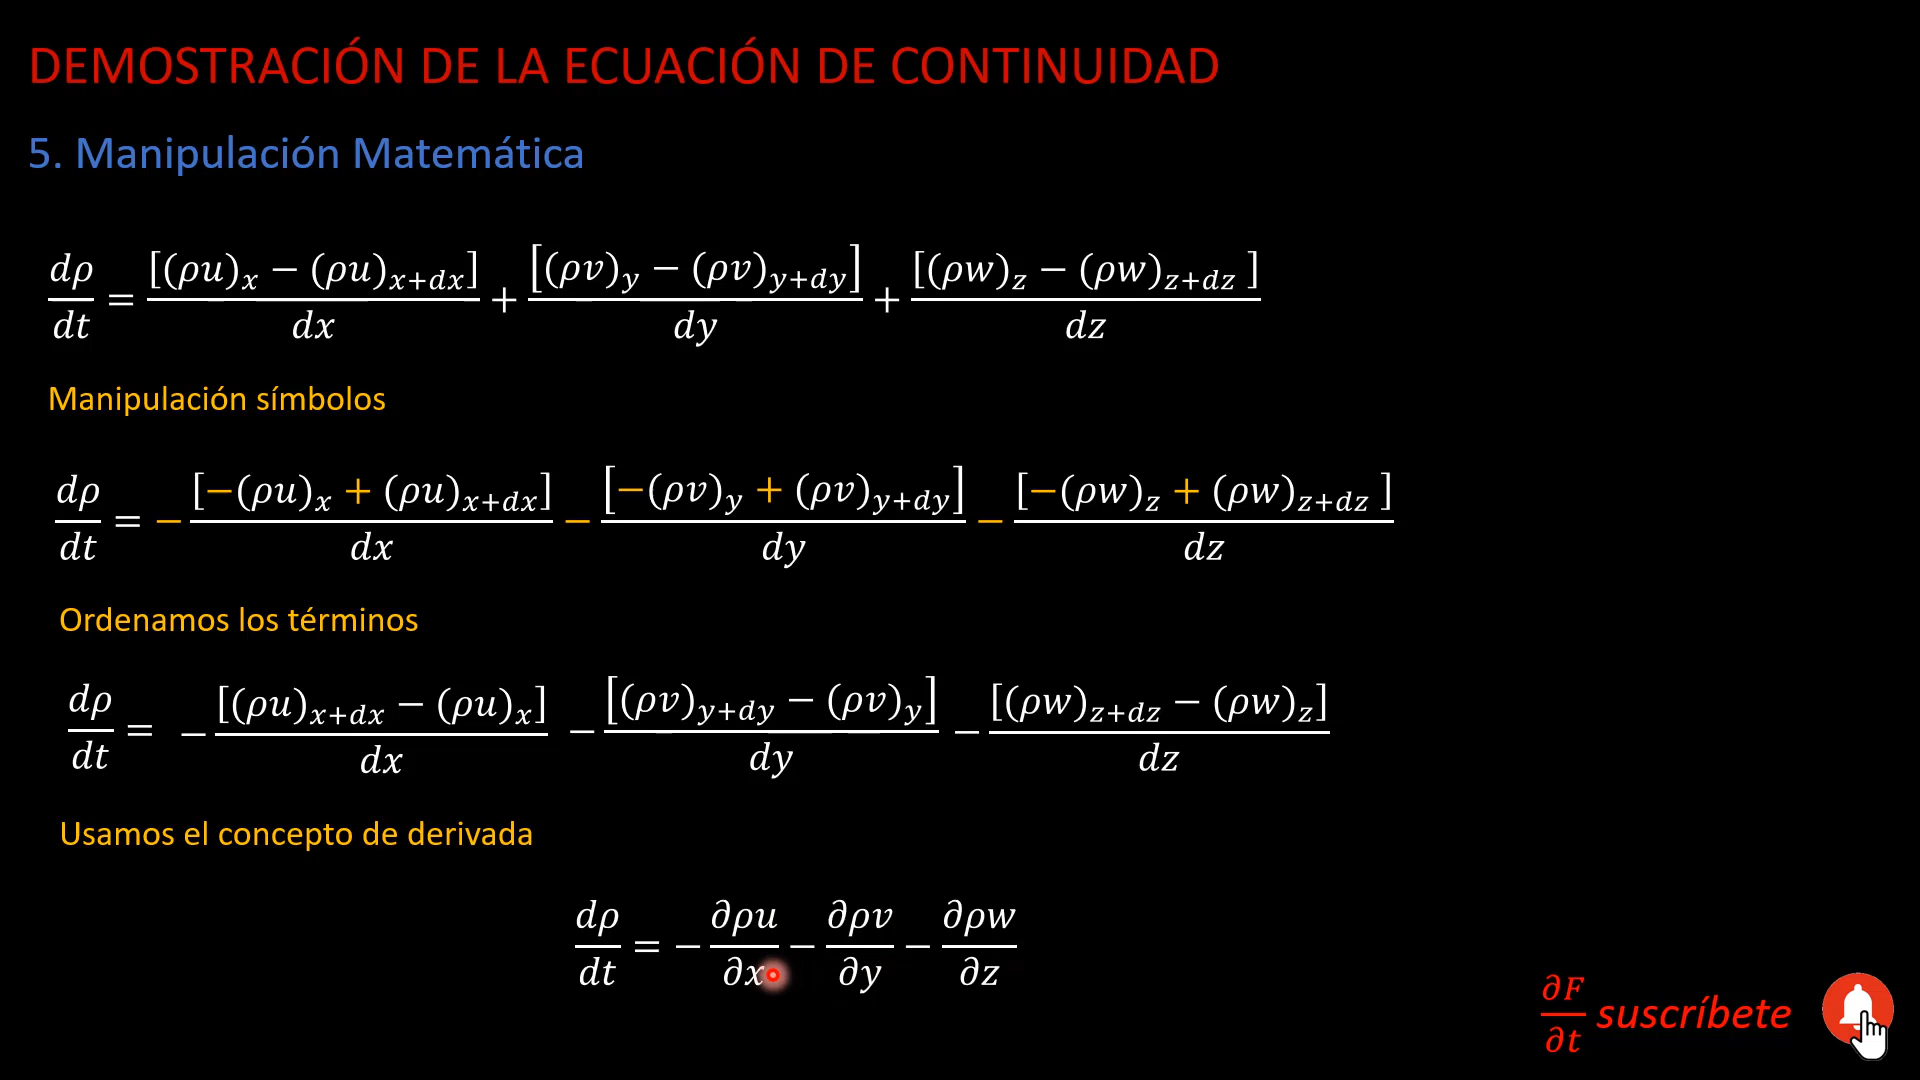 DEMOSTRACIÓN DE LA ECUACIÓN DE CONTINUIDAD
5. Manipulación Matemática
dρ/dt = [(ρu)_x − (ρu)_{x+dx}]/dx + [(ρv)_y − (ρv)_{y+dy}]/dy + [(ρw)_z − (ρw)_{z+dz} ]/dz
Manipulación símbolos
dρ/dt = − [−(ρu)_x + (ρu)_{x+dx}]/dx − [−(ρv)_y + (ρv)_{y+dy}]/dy − [−(ρw)_z + (ρw)_{z+dz} ]/dz
Ordenamos los términos
dρ/dt = − [(ρu)_{x+dx} − (ρu)_x]/dx − [(ρv)_{y+dy} − (ρv)_y]/dy − [(ρw)_{z+dz} − (ρw)_z]/dz
Usamos el concepto de derivada
dρ/dt = − ∂ρu/∂x − ∂ρv/∂y − ∂ρw/∂z
∂F/∂t suscríbete